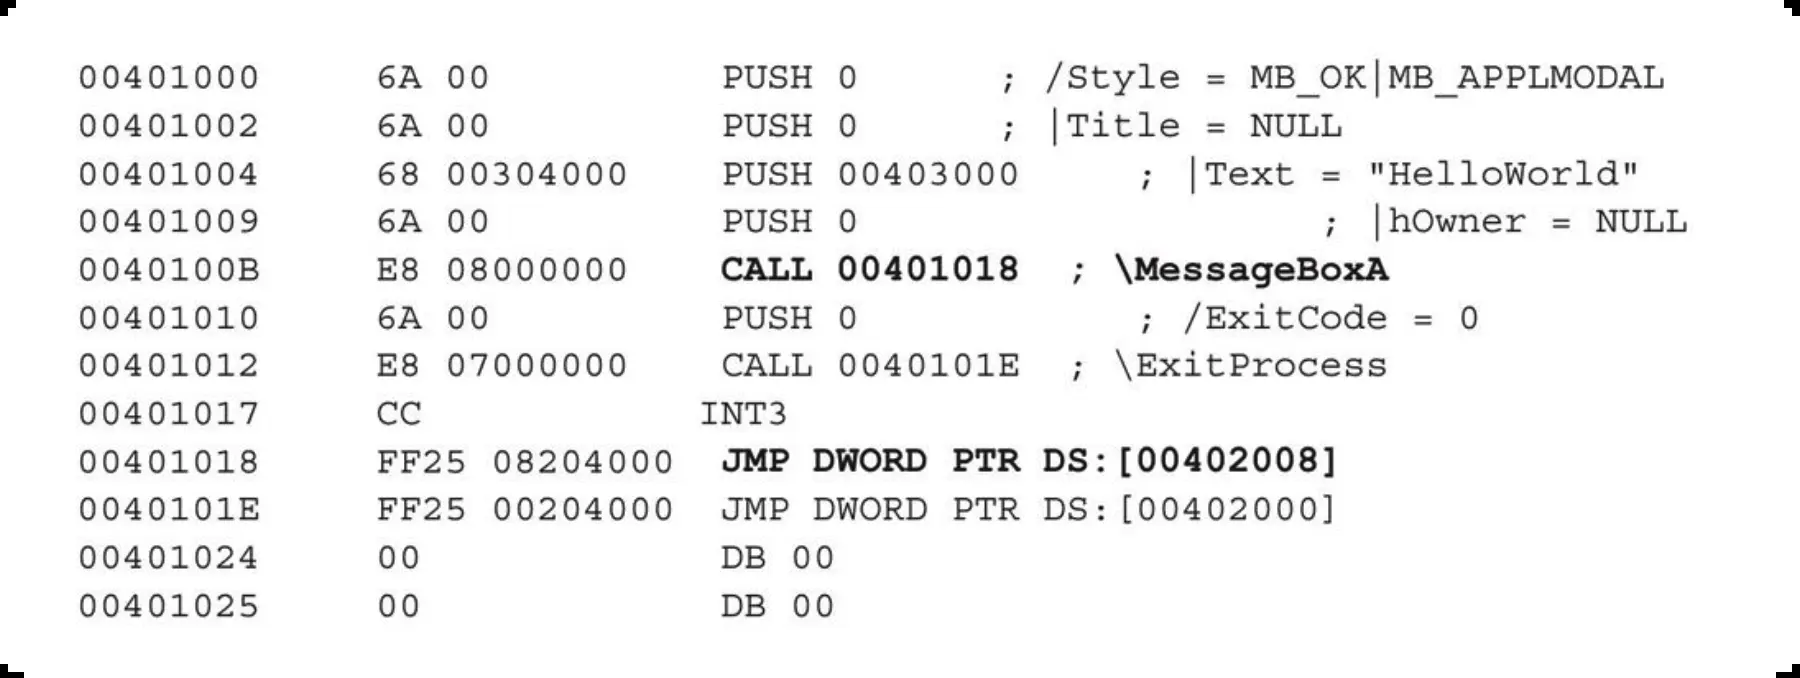 00401000 6A 00 PUSH 0 ; /Style = MB_OK|MB_APPLMODAL
00401002 6A 00 PUSH 0 ; |Title = NULL
00401004 68 00304000 PUSH 00403000 ; |Text = "HelloWorld"
00401009 6A 00 PUSH 0 ; |hOwner = NULL
0040100B E8 08000000 CALL 00401018 ; \MessageBoxA
00401010 6A 00 PUSH 0 ; /ExitCode = 0
00401012 E8 07000000 CALL 0040101E ; \ExitProcess
00401017 CC INT3
00401018 FF25 08204000 JMP DWORD PTR DS:[00402008]
0040101E FF25 00204000 JMP DWORD PTR DS:[00402000]
00401024 00 DB 00
00401025 00 DB 00